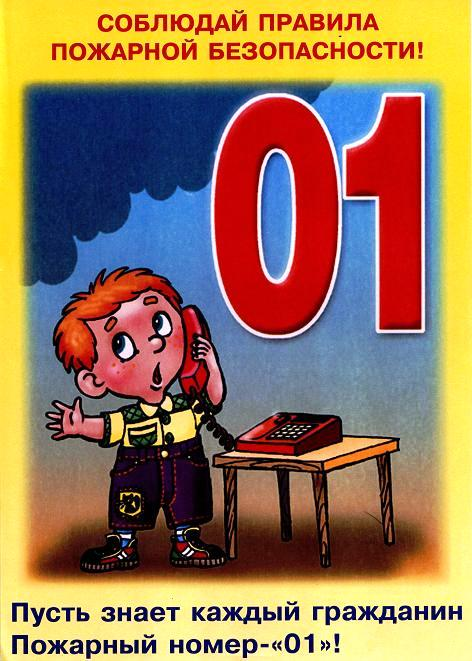 СОБЛЮДАЙ ПРАВИЛА
ПОЖАРНОЙ БЕЗОПАСНОСТИ!
01
Пусть знает каждый гражданин
Пожарный номер-«01»!